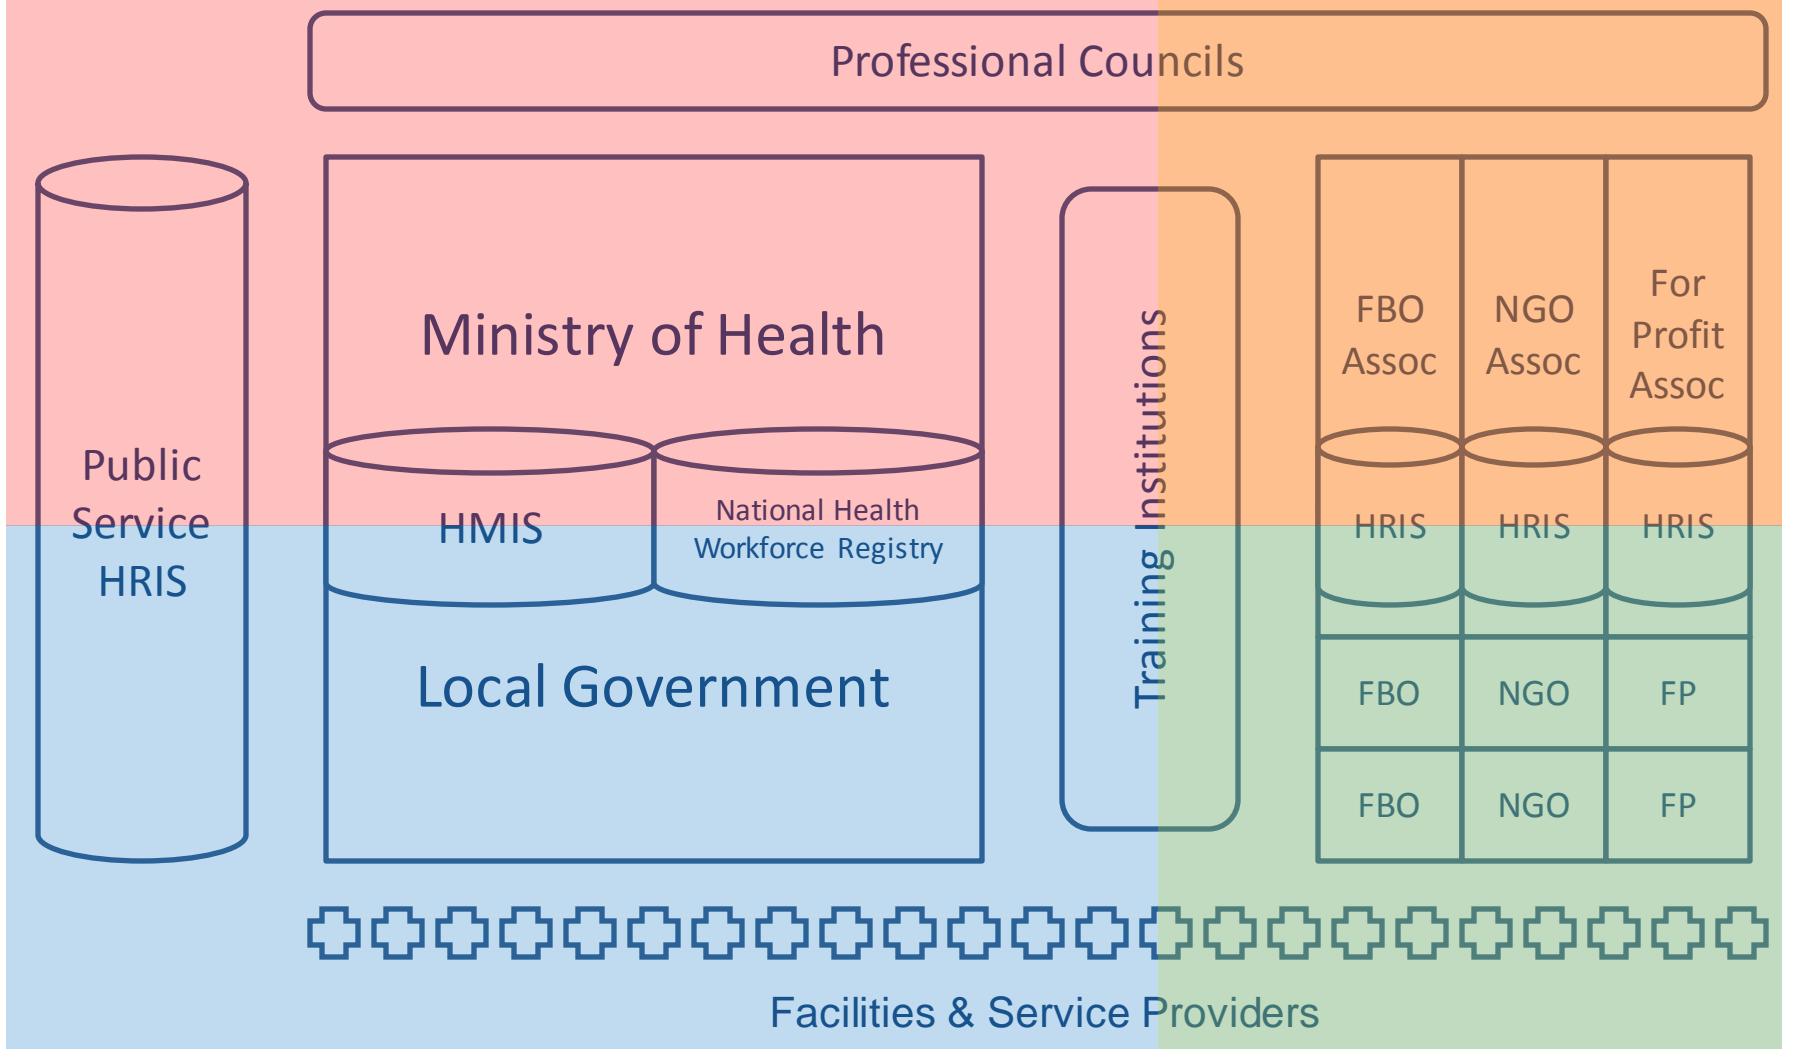 Professional Councils
Public
Service
HRIS
Ministry of Health
HMIS
National Health
Workforce Registry
Local Government
Training Institutions
FBO
Assoc
NGO
Assoc
For
Profit
Assoc
HRIS
HRIS
HRIS
FBO
NGO
FP
FBO
NGO
FP
Facilities & Service Providers